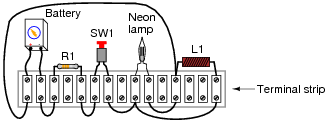 Battery
Neon
lamp
SW1
R1
L1
Terminal strip